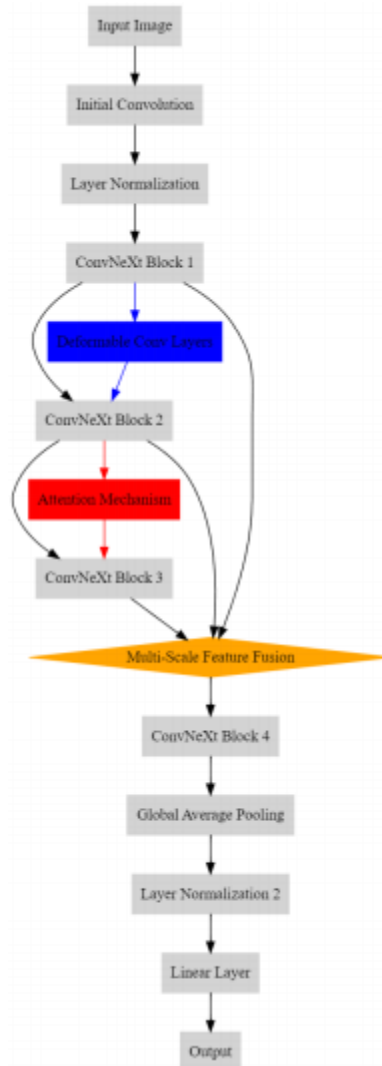 Input Image
Initial Convolution
Layer Normalization
ConvNeXt Block 1
Deformable Conv Layers
ConvNeXt Block 2
Attention Mechanism
ConvNeXt Block 3
Multi-Scale Feature Fusion
ConvNeXt Block 4
Global Average Pooling
Layer Normalization 2
Linear Layer
Output